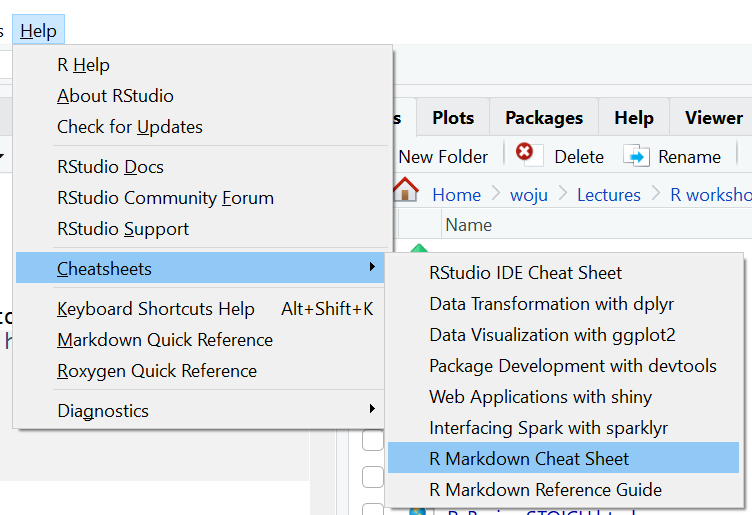 s Help
R Help
About RStudio
Check for Updates
RStudio Docs
RStudio Community Forum
RStudio Support
Cheatsheets
Keyboard Shortcuts Help Alt+Shift+K
Markdown Quick Reference
Roxygen Quick Reference
Diagnostics
s Plots Packages Help Viewer
New Folder Delete Rename
Home woju Lectures R worksho
Name
RStudio IDE Cheat Sheet
Data Transformation with dplyr
Data Visualization with ggplot2
Package Development with devtools
Web Applications with shiny
Interfacing Spark with sparklyr
R Markdown Cheat Sheet
R Markdown Reference Guide